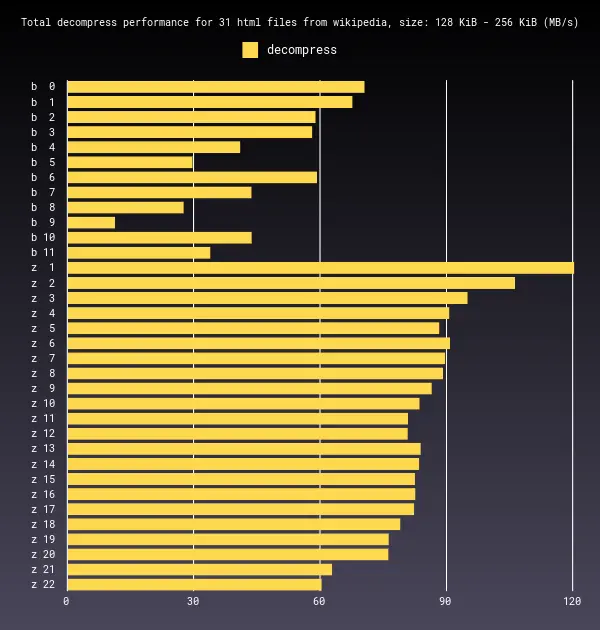 Total decompress performance for 31 html files from wikipedia, size: 128 KiB - 256 KiB (MB/s)
decompress
b 0
b 1
b 2
b 3
b 4
b 5
b 6
b 7
b 8
b 9
b 10
b 11
z 1
z 2
z 3
z 4
z 5
z 6
z 7
z 8
z 9
z 10
z 11
z 12
z 13
z 14
z 15
z 16
z 17
z 18
z 19
z 20
z 21
z 22
0 30 60 90 120